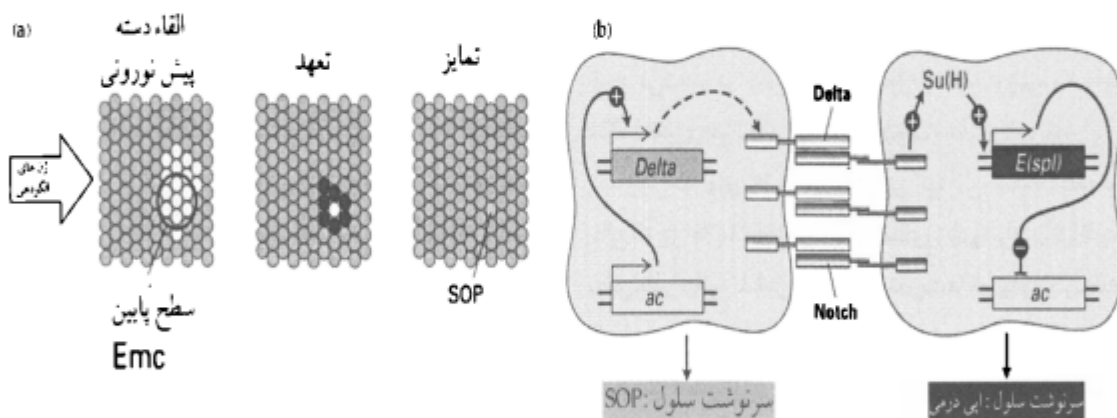 (a)
القاء دسته
پیش نورونی
تعهد
تمایز
ژن های
الگودهی
سطح پایین
Emc
SOP
(b)
Delta
Su(H)
Delta
E(spl)
ac
Notch
ac
سرنوشت سلول :SOP
سرنوشت سلول : اپی درمی